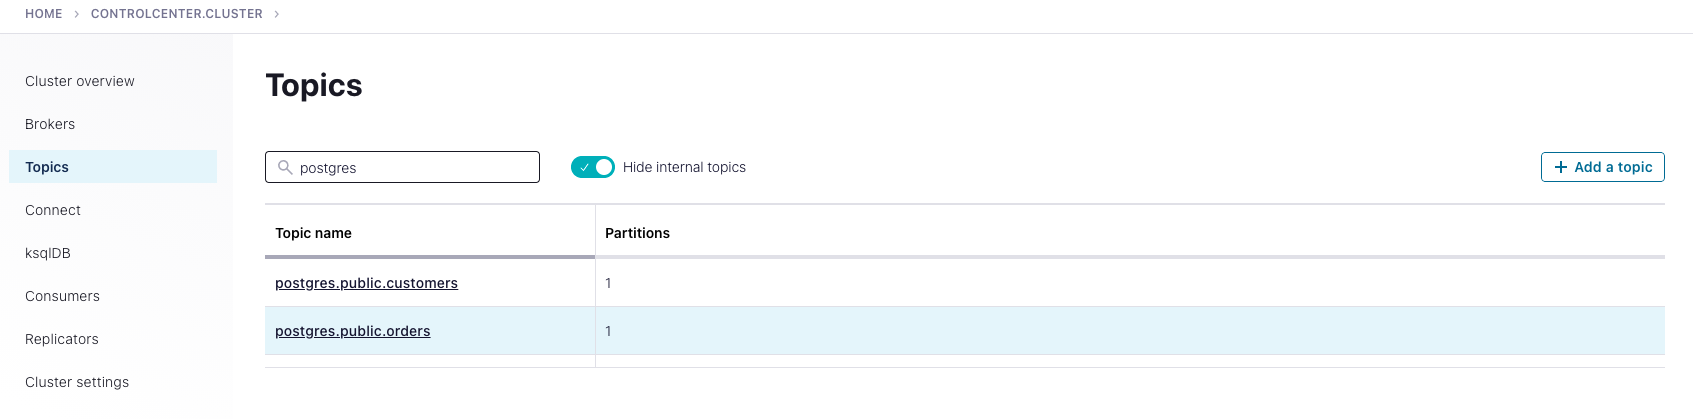 HOME > CONTROLCENTER.CLUSTER >
Cluster overview
Brokers
Topics
Connect
ksqlDB
Consumers
Replicators
Cluster settings
Topics
postgres
Hide internal topics
+ Add a topic
Topic name Partitions
postgres.public.customers 1
postgres.public.orders 1